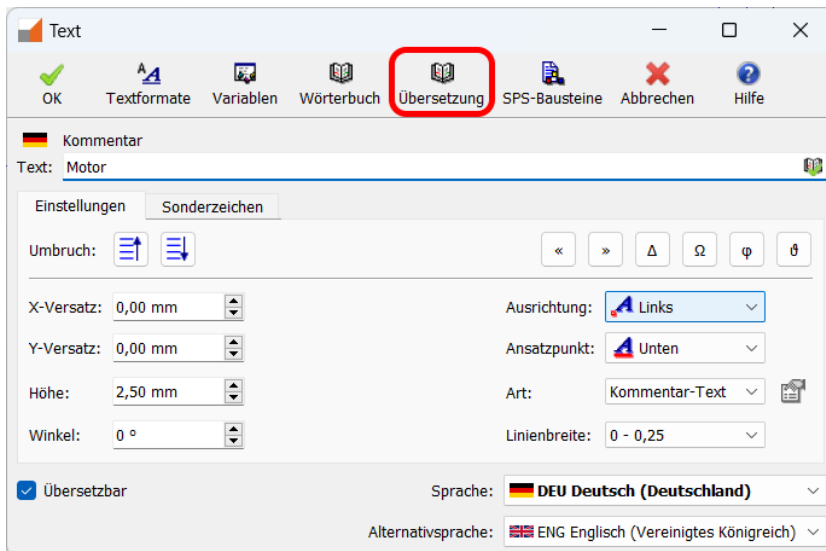 Text
OK Textformate Variablen Wörterbuch Übersetzung SPS-Bausteine Abbrechen Hilfe
Kommentar
Text: Motor
Einstellungen Sonderzeichen
Umbruch: « » Δ Ω φ ϑ
X-Versatz: 0,00 mm Ausrichtung: Links
Y-Versatz: 0,00 mm Ansatzpunkt: Unten
Höhe: 2,50 mm Art: Kommentar-Text
Winkel: 0 ° Linienbreite: 0 - 0,25
Übersetzbar Sprache: DEU Deutsch (Deutschland)
Alternativsprache: ENG Englisch (Vereinigtes Königreich)